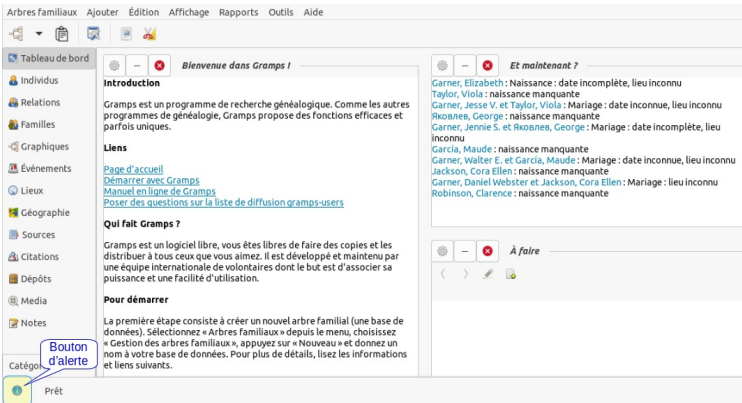 Arbres familiaux Ajouter Édition Affichage Rapports Outils Aide
Tableau de bord
Individus
Relations
Familles
Graphiques
Événements
Lieux
Géographie
Sources
Citations
Dépôts
Media
Notes
Bouton
d'alerte
Prêt
Bienvenue dans Gramps !
Introduction
Gramps est un programme de recherche généalogique. Comme les autres
programmes de généalogie, Gramps propose des fonctions efficaces et
parfois uniques.
Liens
Page d'accueil
Démarrer avec Gramps
Manuel en ligne de Gramps
Poser des questions sur la liste de diffusion gramps-users
Qui fait Gramps ?
Gramps est un logiciel libre, vous êtes libres de faire des copies et les
distribuer à tous ceux que vous aimez. Il est développé et maintenu par
une équipe internationale de volontaires dont le but est d'associer sa
puissance et une facilité d'utilisation.
Pour démarrer
La première étape consiste à créer un nouvel arbre familial (une base de
données). Sélectionnez « Arbres familiaux » depuis le menu, choisissez
« Gestion des arbres familiaux », appuyez sur « Nouveau » et donnez un
nom à votre base de données. Pour plus de détails, lisez les informations
et liens suivants.
Et maintenant ?
Garner, Elizabeth : Naissance : date incomplète, lieu inconnu
Taylor, Viola : naissance manquante
Garner, Jesse V. et Taylor, Viola : Mariage : date inconnue, lieu inconnu
Яковлев, George : naissance manquante
Garner, Jennie S. et Яковлев, George : Mariage : date incomplète, lieu
inconnu
García, Maude : naissance manquante
Garner, Walter E. et García, Maude : Mariage : date inconnue, lieu inconnu
Jackson, Cora Ellen : naissance manquante
Garner, Daniel Webster et Jackson, Cora Ellen : Mariage : lieu inconnu
Robinson, Clarence : naissance manquante
À faire